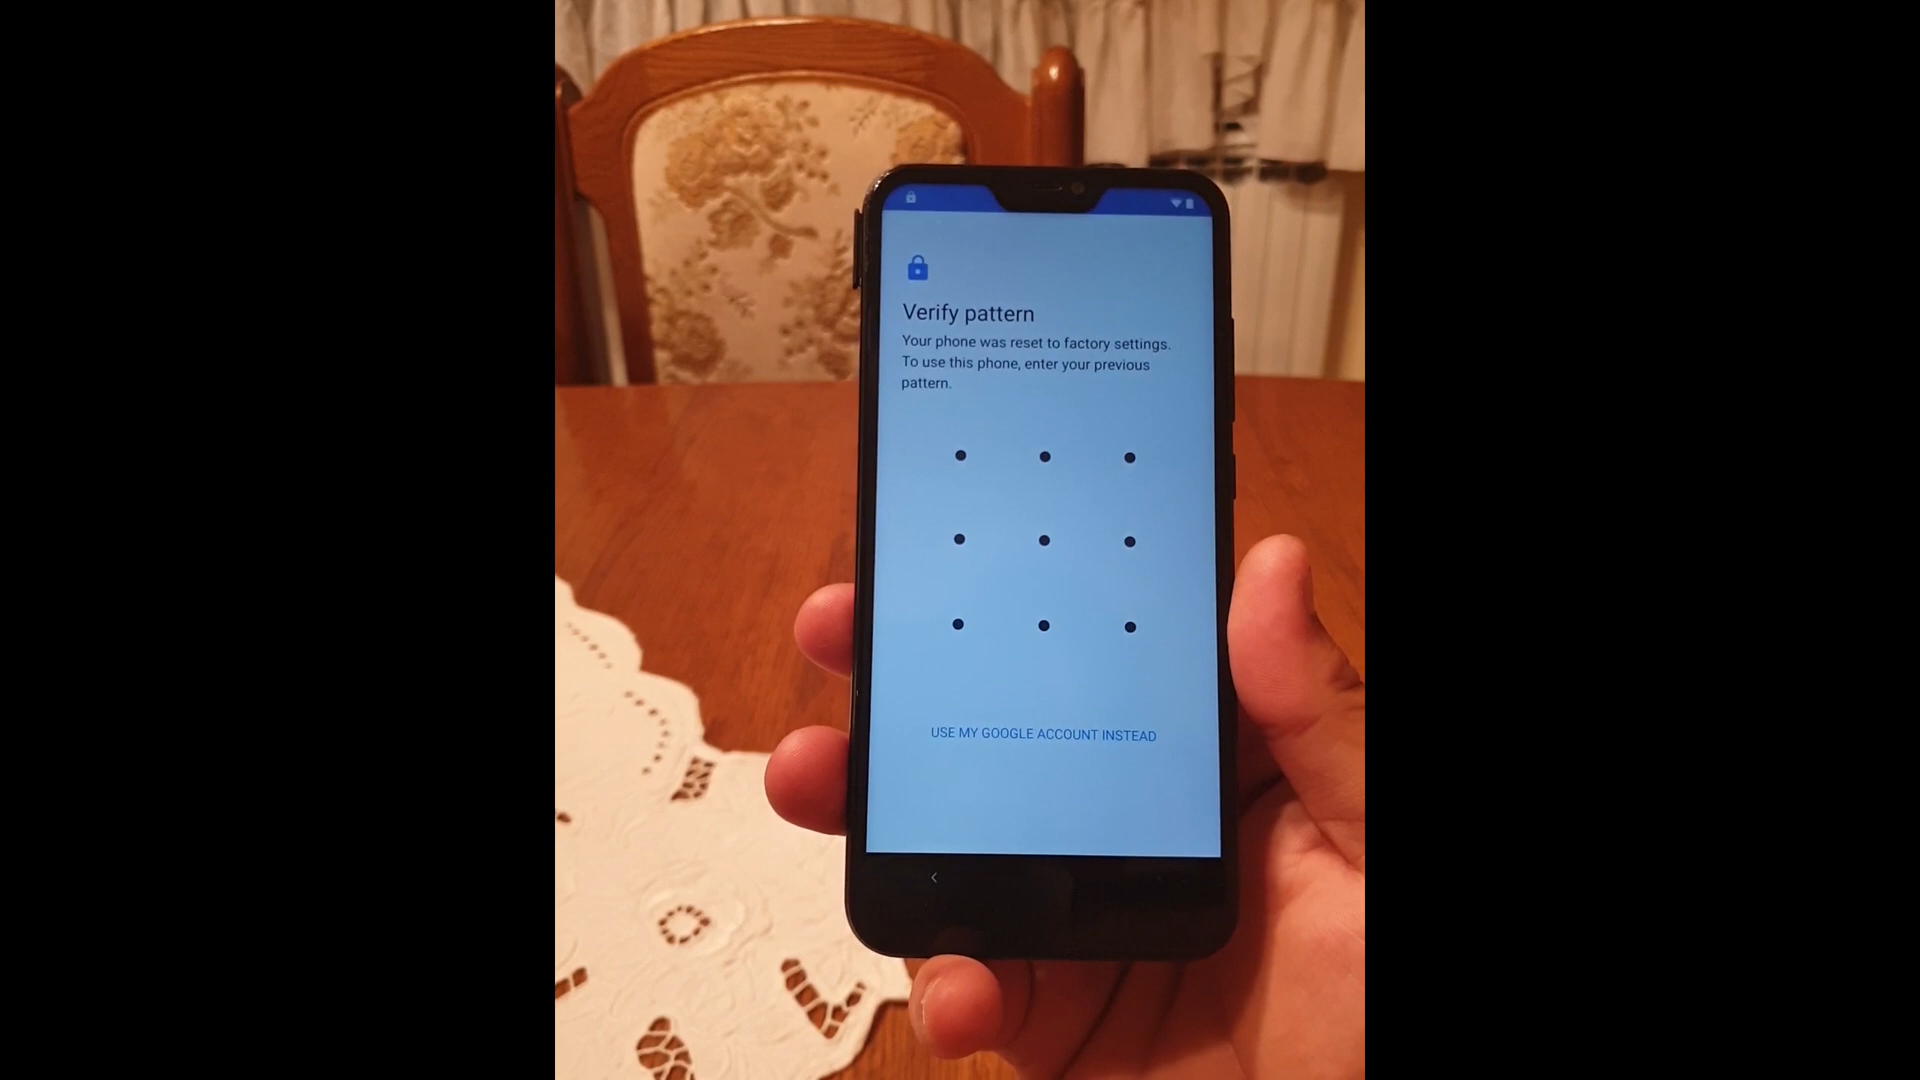 Verify pattern
Your phone was reset to factory settings.
To use this phone, enter your previous
pattern.
USE MY GOOGLE ACCOUNT INSTEAD